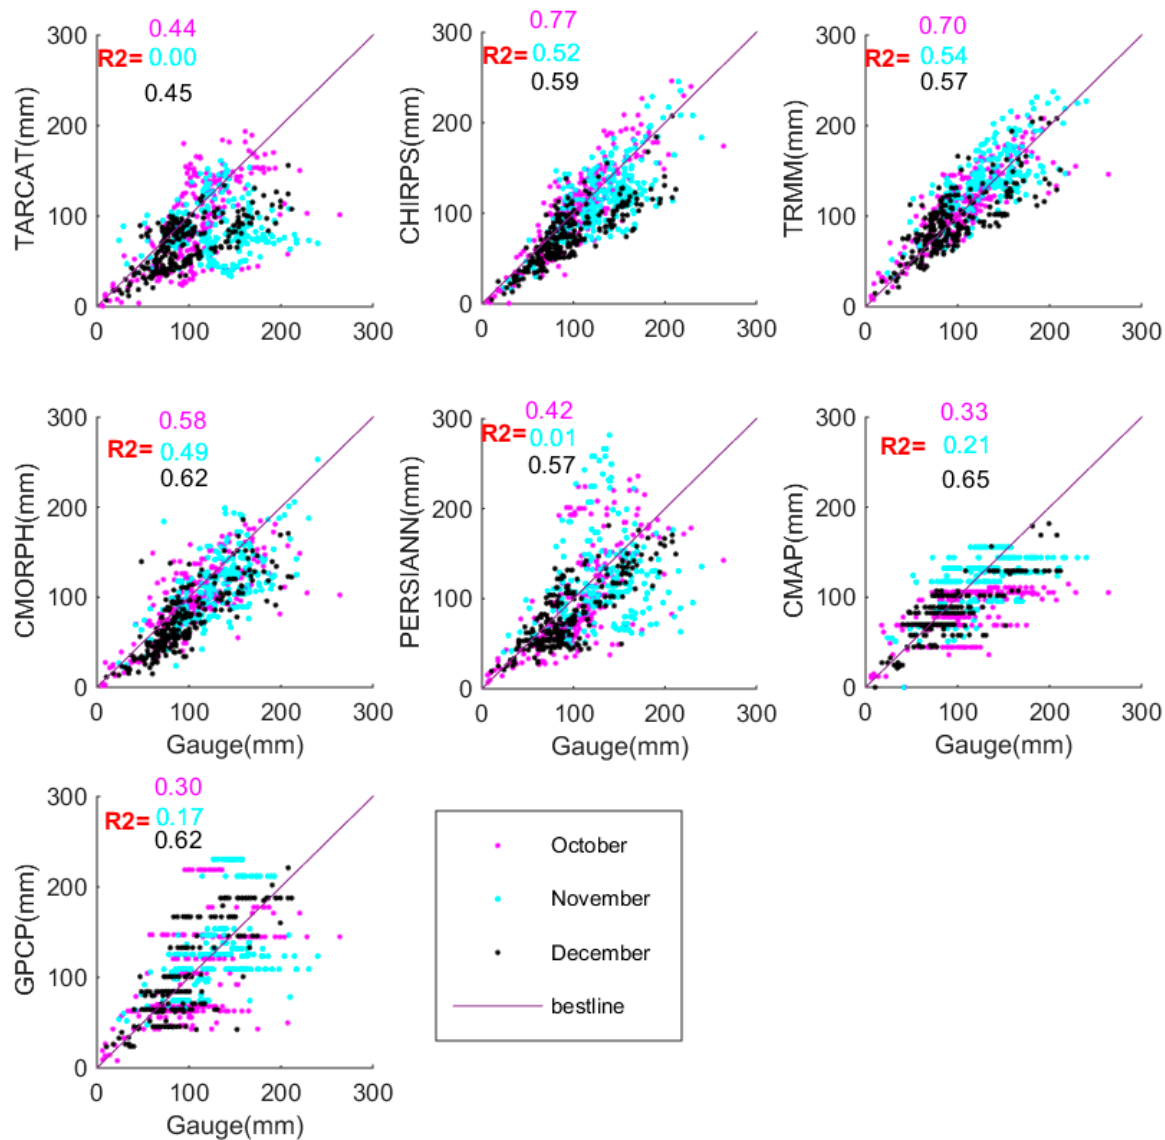 0.44
R2= 0.00
0.45
TARCAT(mm)
300
200
100
0
0 100 200 300
0.77
R2= 0.52
0.59
CHIRPS(mm)
300
200
100
0
0 100 200 300
0.70
R2= 0.54
0.57
TRMM(mm)
300
200
100
0
0 100 200 300
0.58
R2= 0.49
0.62
CMORPH(mm)
300
200
100
0
0 100 200 300
Gauge(mm)
0.42
R2= 0.01
0.57
PERSIANN(mm)
300
200
100
0
0 100 200 300
Gauge(mm)
0.33
R2= 0.21
0.65
CMAP(mm)
300
200
100
0
0 100 200 300
Gauge(mm)
0.30
R2= 0.17
0.62
GPCP(mm)
300
200
100
0
0 100 200 300
Gauge(mm)
October
November
December
bestline